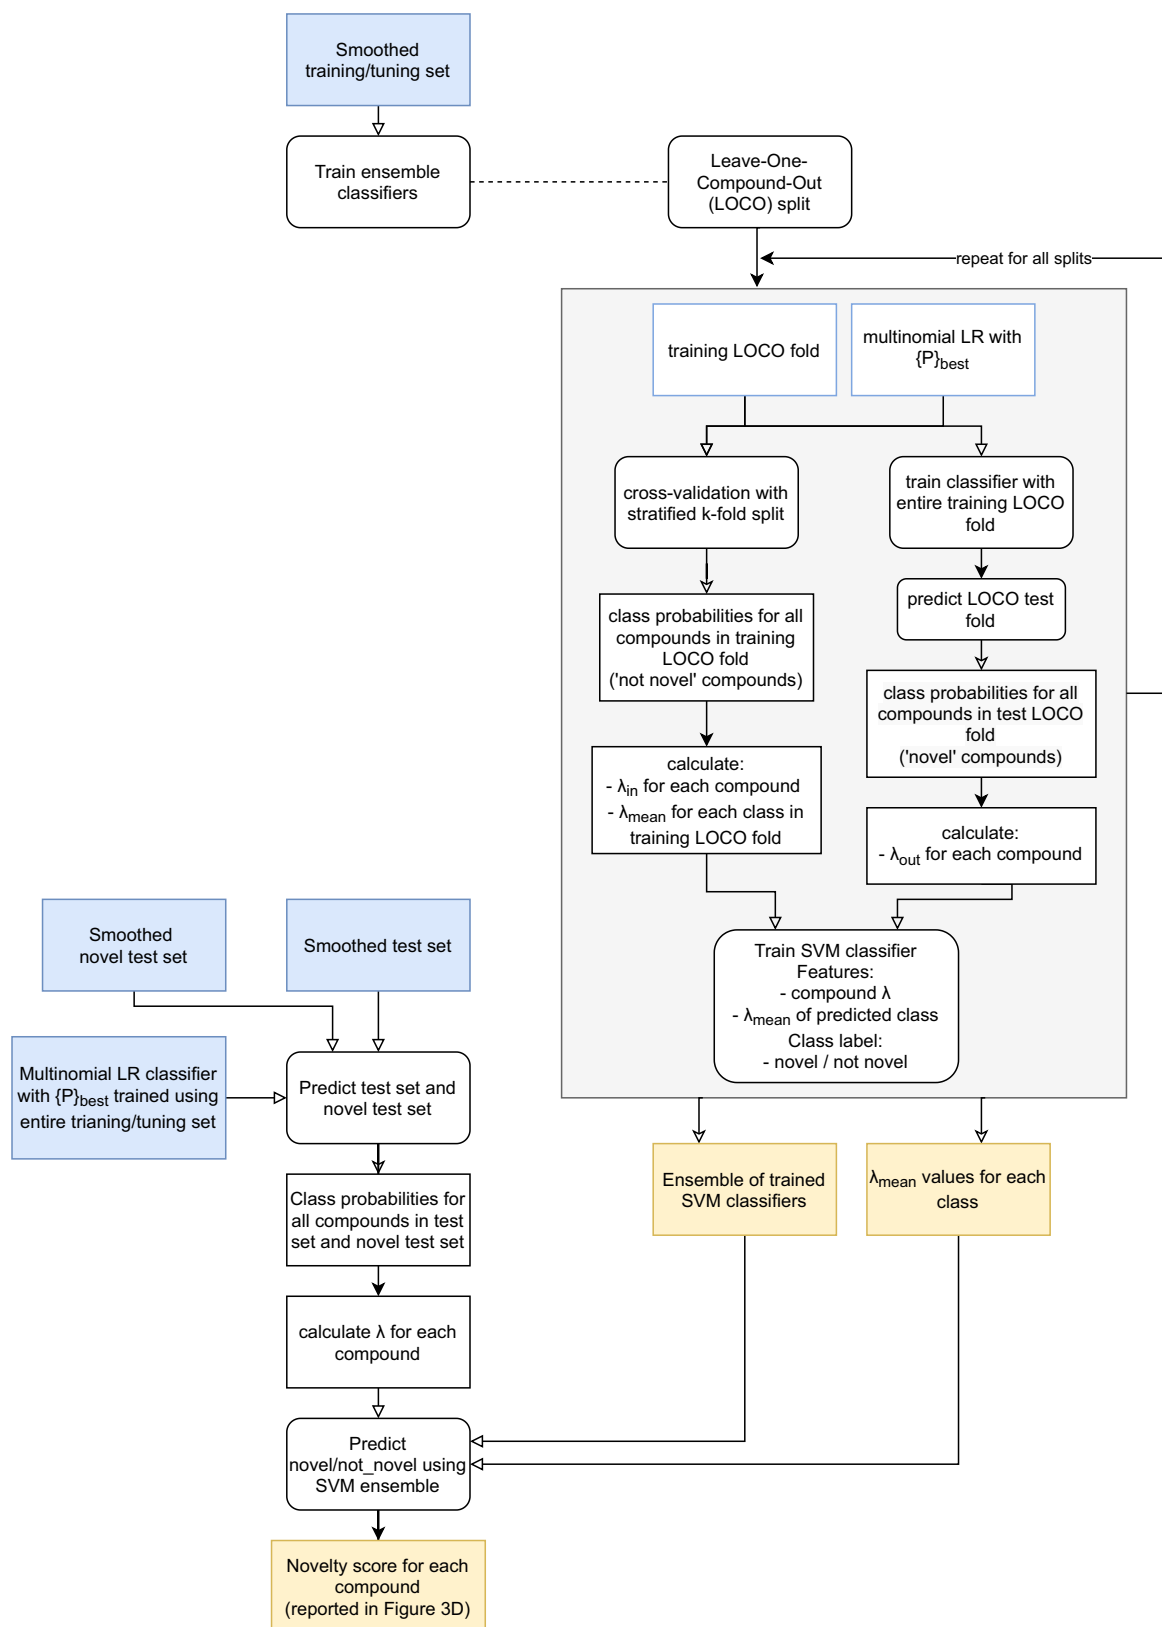 Smoothed
training/tuning set
Train ensemble
classifiers
Leave-One-
Compound-Out
(LOCO) split
repeat for all splits
training LOCO fold
multinomial LR with
{P}best
cross-validation with
stratified k-fold split
train classifier with
entire training LOCO
fold
class probabilities for all
compounds in training
LOCO fold
('not novel' compounds)
predict LOCO test
fold
class probabilities for all
compounds in test LOCO
fold
('novel' compounds)
calculate:
- λin for each compound
- λmean for each class in
training LOCO fold
calculate:
- λout for each compound
Train SVM classifier
Features:
- compound λ
- λmean of predicted class
Class label:
- novel / not novel
Smoothed
novel test set
Smoothed test set
Multinomial LR classifier
with {P}best trained using
entire trianing/tuning set
Predict test set and
novel test set
Class probabilities for
all compounds in test
set and novel test set
Ensemble of trained
SVM classifiers
λmean values for each
class
calculate λ for each
compound
Predict
novel/not_novel using
SVM ensemble
Novelty score for each
compound
(reported in Figure 3D)